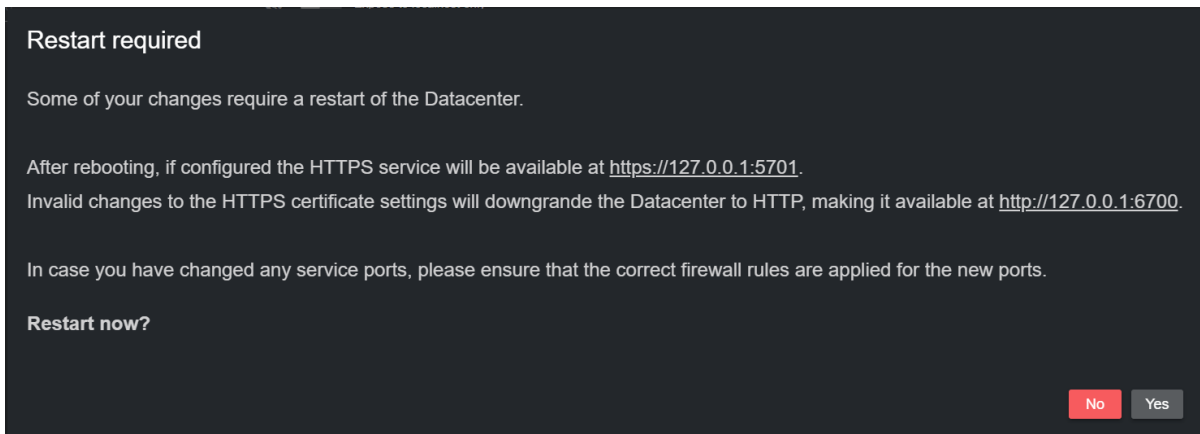 Restart required
Some of your changes require a restart of the Datacenter.
After rebooting, if configured the HTTPS service will be available at https://127.0.0.1:5701.
Invalid changes to the HTTPS certificate settings will downgrande the Datacenter to HTTP, making it available at http://127.0.0.1:6700.
In case you have changed any service ports, please ensure that the correct firewall rules are applied for the new ports.
Restart now?
No Yes